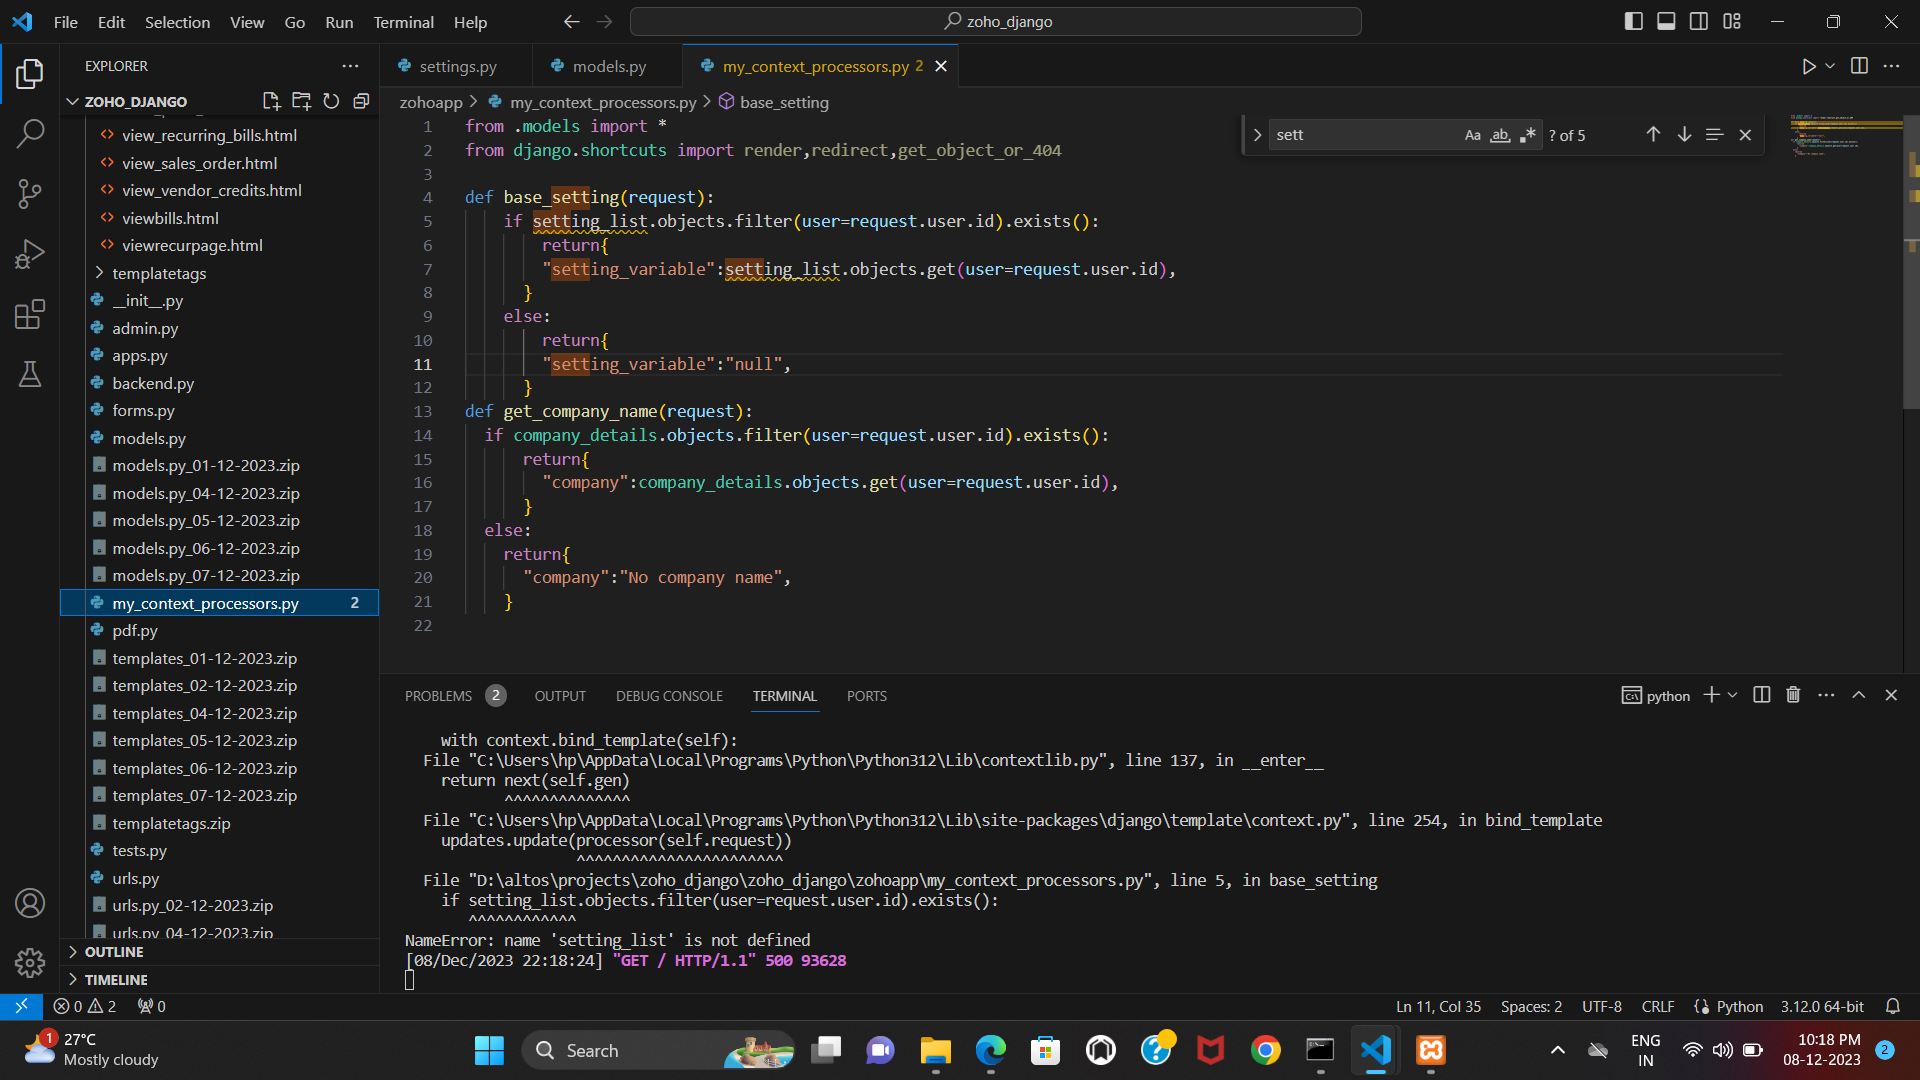 File Edit Selection View Go Run Terminal Help
zoho_django
EXPLORER
ZOHO_DJANGO
view_recurring_bills.html
view_sales_order.html
view_vendor_credits.html
viewbills.html
viewrecurpage.html
templatetags
__init__.py
admin.py
apps.py
backend.py
forms.py
models.py
models.py_01-12-2023.zip
models.py_04-12-2023.zip
models.py_05-12-2023.zip
models.py_06-12-2023.zip
models.py_07-12-2023.zip
my_context_processors.py 2
pdf.py
templates_01-12-2023.zip
templates_02-12-2023.zip
templates_04-12-2023.zip
templates_05-12-2023.zip
templates_06-12-2023.zip
templates_07-12-2023.zip
templatetags.zip
tests.py
urls.py
urls.py_02-12-2023.zip
urls.py_04-12-2023.zip
OUTLINE
TIMELINE
settings.py models.py my_context_processors.py 2
zohoapp > my_context_processors.py > base_setting
sett Aa ab ? of 5
1 from .models import *
2 from django.shortcuts import render,redirect,get_object_or_404
3
4 def base_setting(request):
5 if setting_list.objects.filter(user=request.user.id).exists():
6 return{
7 "setting_variable":setting_list.objects.get(user=request.user.id),
8 }
9 else:
10 return{
11 "setting_variable":"null",
12 }
13 def get_company_name(request):
14 if company_details.objects.filter(user=request.user.id).exists():
15 return{
16 "company":company_details.objects.get(user=request.user.id),
17 }
18 else:
19 return{
20 "company":"No company name",
21 }
22
PROBLEMS 2 OUTPUT DEBUG CONSOLE TERMINAL PORTS
python
with context.bind_template(self):
File "C:\Users\hp\AppData\Local\Programs\Python\Python312\Lib\contextlib.py", line 137, in __enter__
return next(self.gen)
^^^^^^^^^^^^^^
File "C:\Users\hp\AppData\Local\Programs\Python\Python312\Lib\site-packages\django\template\context.py", line 254, in bind_template
updates.update(processor(self.request))
^^^^^^^^^^^^^^^^^^^^^^^
File "D:\altos\projects\zoho_django\zoho_django\zohoapp\my_context_processors.py", line 5, in base_setting
if setting_list.objects.filter(user=request.user.id).exists():
^^^^^^^^^^^^
NameError: name 'setting_list' is not defined
[08/Dec/2023 22:18:24] "GET / HTTP/1.1" 500 93628
0 2 0
Ln 11, Col 35 Spaces: 2 UTF-8 CRLF Python 3.12.0 64-bit
1 27°C
Mostly cloudy
Search
ENG
IN
10:18 PM
08-12-2023
2